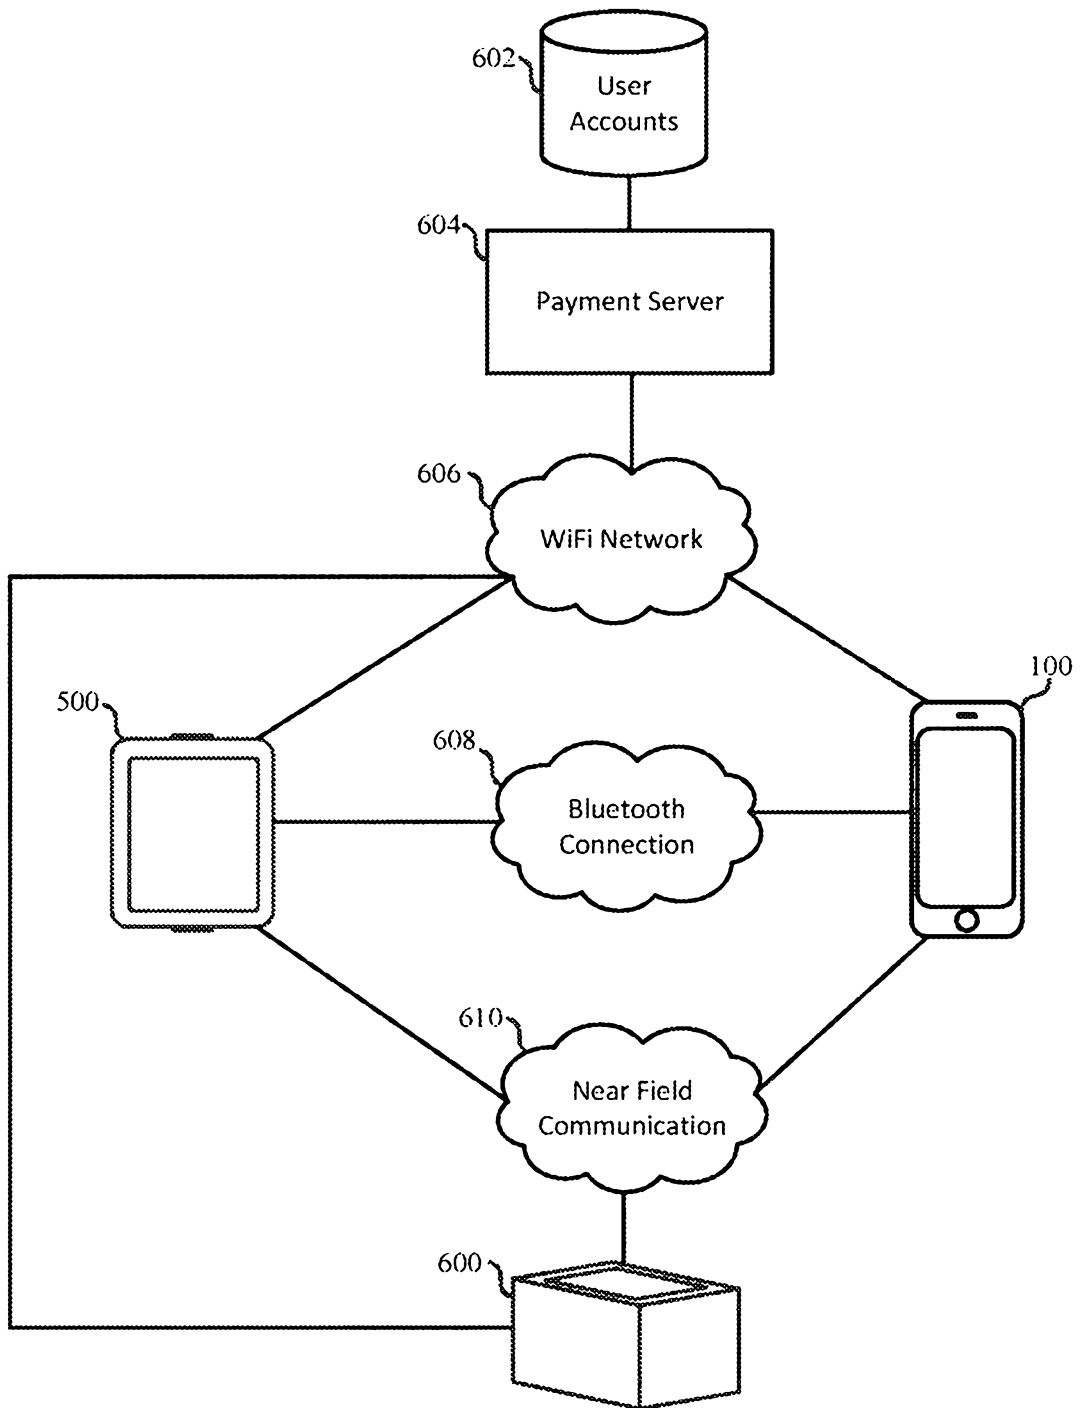 602
User
Accounts
604
Payment Server
606
WiFi Network
100
500
608
Bluetooth
Connection
610
Near Field
Communication
600